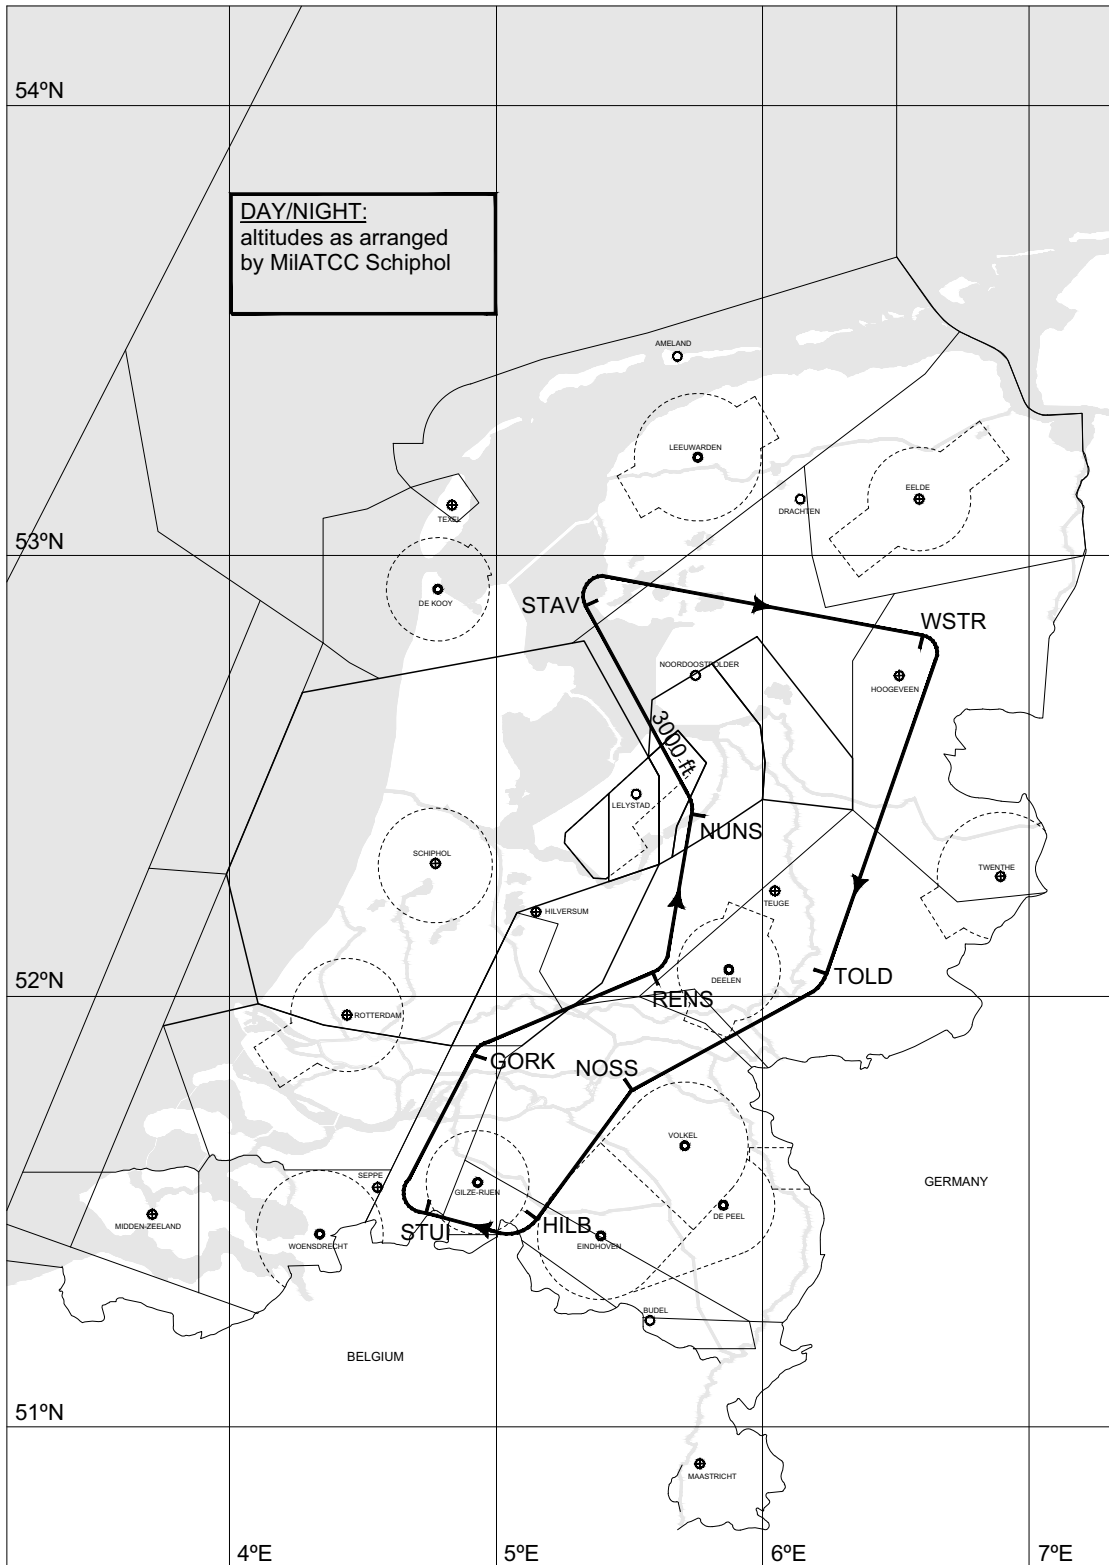 54ºN
DAY/NIGHT:
altitudes as arranged
by MilATCC Schiphol
AMELAND
LEEUWARDEN
EELDE
DRACHTEN
TEXEL
53ºN
DE KOOY
STAV
WSTR
NOORDOOSTPOLDER
HOOGEVEEN
3000-ft.
LELYSTAD
NUNS
SCHIPHOL
TWENTHE
TEUGE
HILVERSUM
52ºN
DEELEN
TOLD
RENS
ROTTERDAM
GORK
NOSS
VOLKEL
SEPPE
GILZE-RIJEN
GERMANY
MIDDEN-ZEELAND
DE PEEL
STUI
HILB
WOENSDRECHT
EINDHOVEN
BUDEL
BELGIUM
51ºN
MAASTRICHT
4ºE
5ºE
6ºE
7ºE